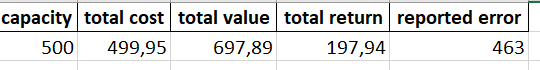 capacity total cost total value total return reported error
500 499,95 697,89 197,94 463